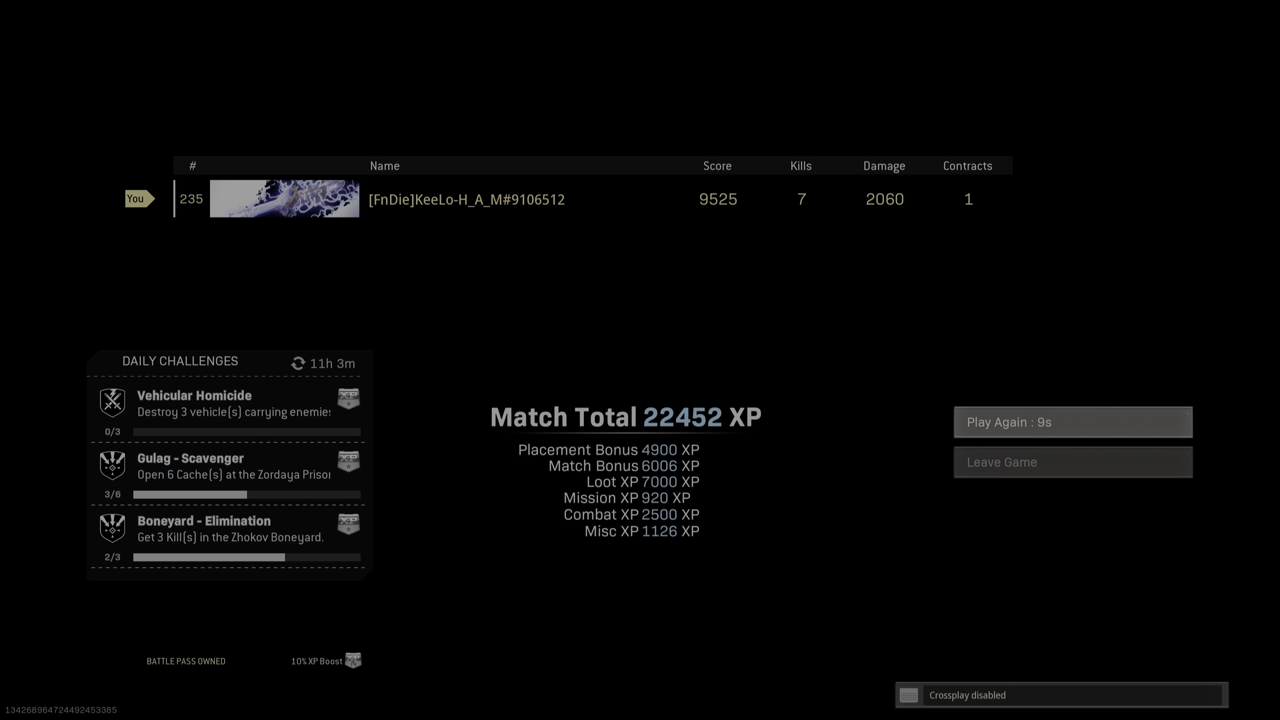 # Name Score Kills Damage Contracts
You 235 [FnDie]KeeLo-H_A_M#9106512 9525 7 2060 1
DAILY CHALLENGES 11h 3m
Vehicular Homicide XP
Destroy 3 vehicle(s) carrying enemies
0/3
Gulag - Scavenger XP
Open 6 Cache(s) at the Zordaya Prison
3/6
Boneyard - Elimination XP
Get 3 Kill(s) in the Zhokov Boneyard.
2/3
Match Total 22452 XP
Placement Bonus 4900 XP
Match Bonus 6006 XP
Loot XP 7000 XP
Mission XP 920 XP
Combat XP 2500 XP
Misc XP 1126 XP
Play Again : 9s
Leave Game
BATTLE PASS OWNED 10% XP Boost
Crossplay disabled
134268964724492453385